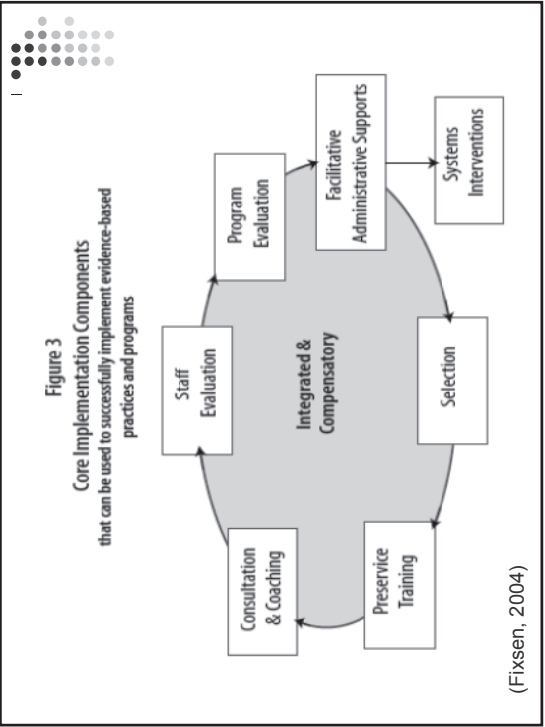 Figure 3
Core Implementation Components
that can be used to successfully implement evidence-based
practices and programs
Staff
Evaluation
Program
Evaluation
Facilitative
Administrative Supports
Systems
Interventions
Selection
Preservice
Training
Consultation
& Coaching
Integrated &
Compensatory
(Fixsen, 2004)